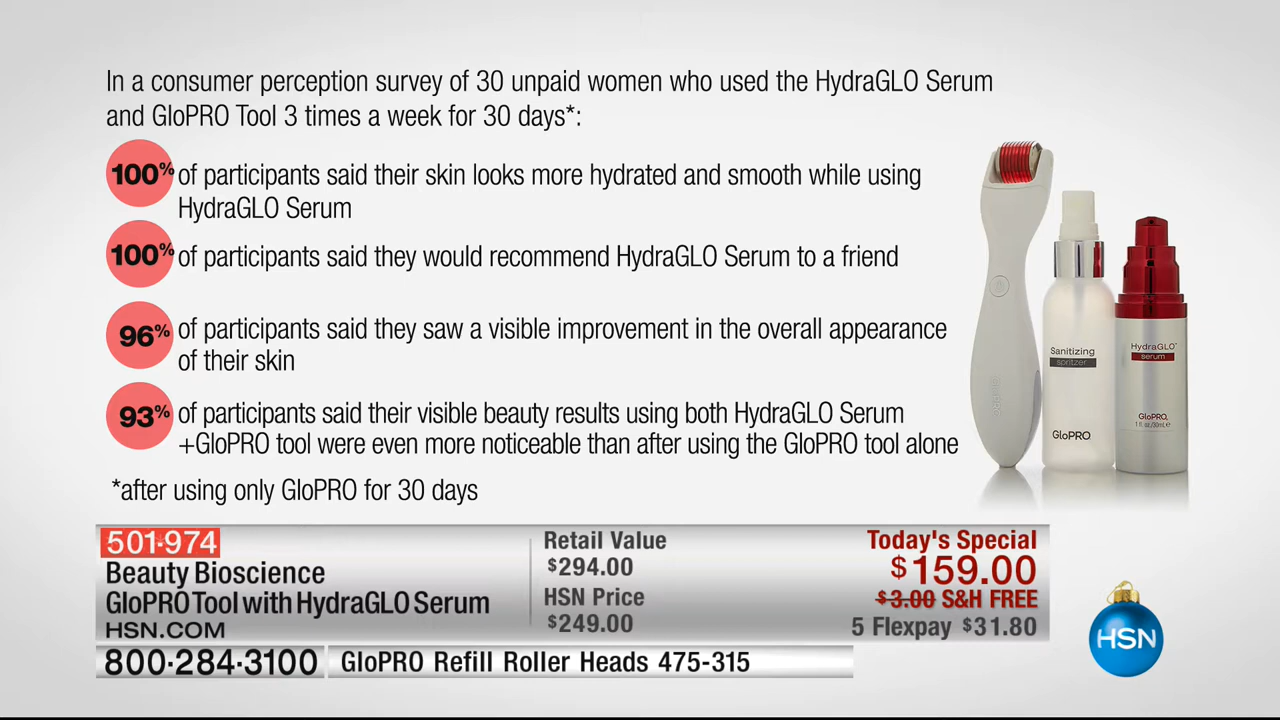 In a consumer perception survey of 30 unpaid women who used the HydraGLO Serum
and GloPRO Tool 3 times a week for 30 days*:
100% of participants said their skin looks more hydrated and smooth while using
HydraGLO Serum
100% of participants said they would recommend HydraGLO Serum to a friend
96% of participants said they saw a visible improvement in the overall appearance
of their skin
93% of participants said their visible beauty results using both HydraGLO Serum
+GloPRO tool were even more noticeable than after using the GloPRO tool alone
*after using only GloPRO for 30 days
Sanitizing
spritzer
GloPRO
HydraGLO™
serum
GloPRO
1 fl. oz./30mL e
501-974
Beauty Bioscience
GloPRO Tool with HydraGLO Serum
HSN.COM
Retail Value
$294.00
HSN Price
$249.00
Today's Special
$159.00
$3.00 S&H FREE
5 Flexpay $31.80
800·284·3100
GloPRO Refill Roller Heads 475-315
HSN